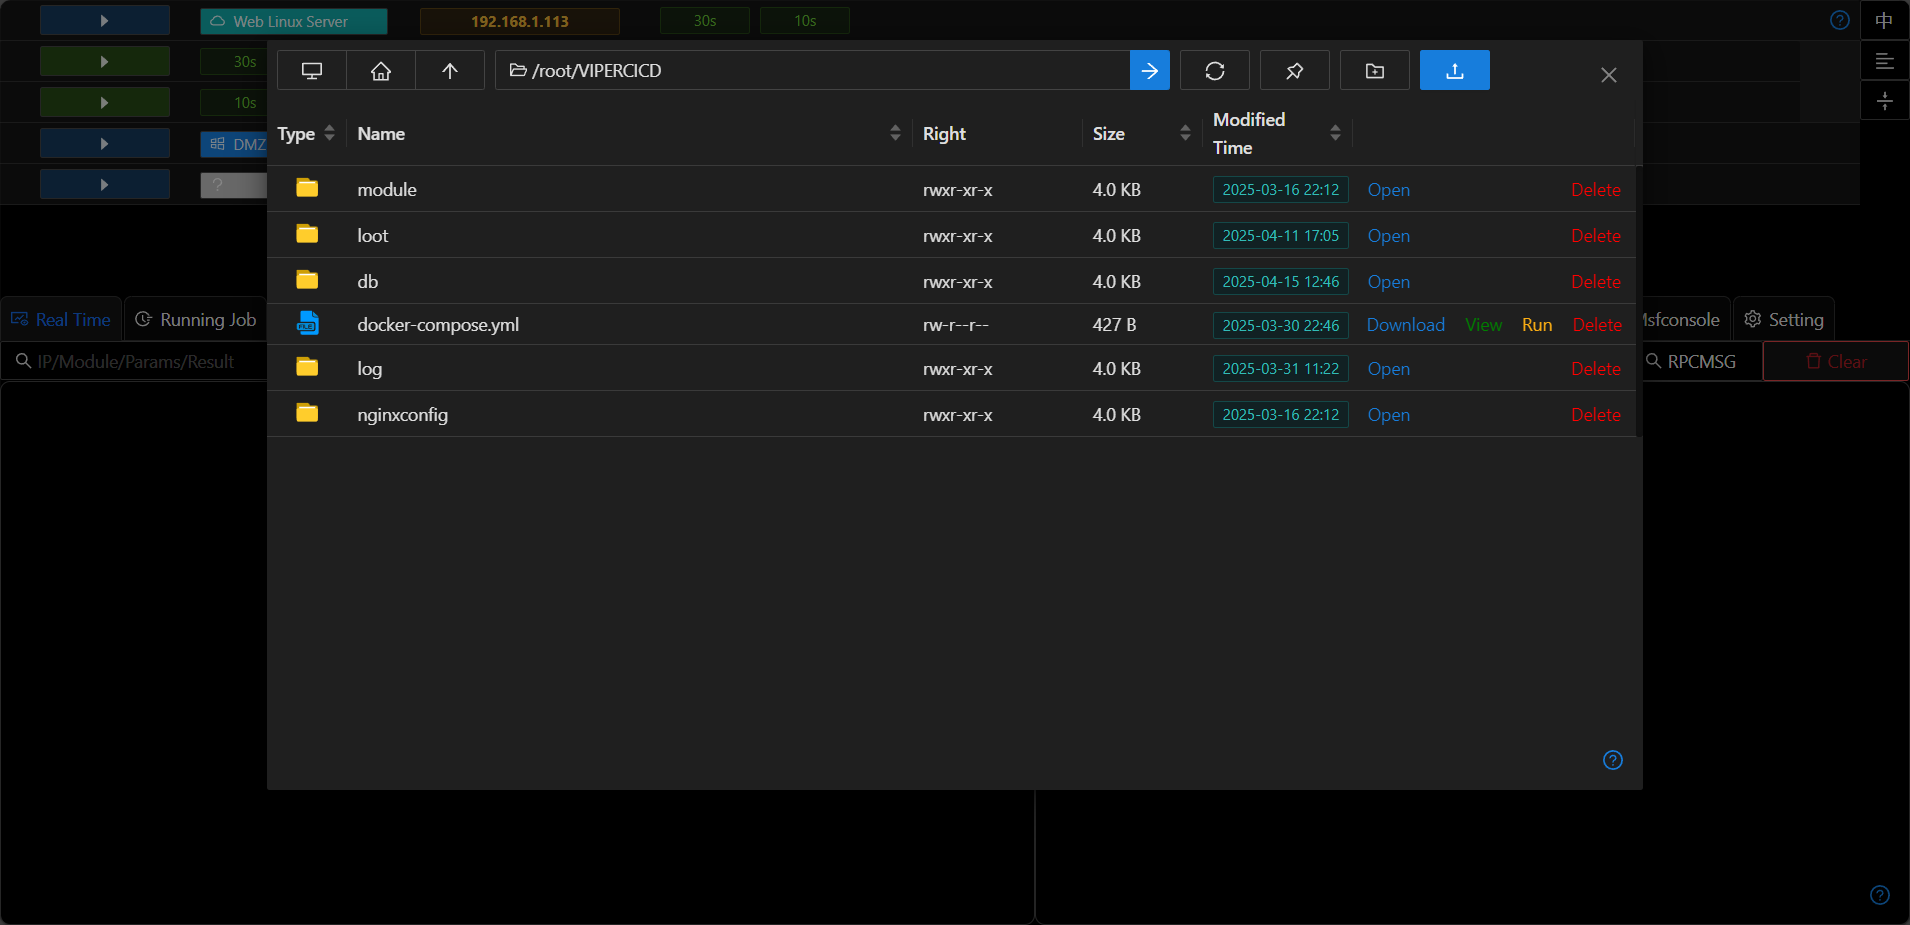 Web Linux Server 192.168.1.113 30s 10s 中
30s
10s
DMZ
/root/VIPERCICD
Type Name Right Size Modified Time
module rwxr-xr-x 4.0 KB 2025-03-16 22:12 Open Delete
loot rwxr-xr-x 4.0 KB 2025-04-11 17:05 Open Delete
db rwxr-xr-x 4.0 KB 2025-04-15 12:46 Open Delete
docker-compose.yml rw-r--r-- 427 B 2025-03-30 22:46 Download View Run Delete
log rwxr-xr-x 4.0 KB 2025-03-31 11:22 Open Delete
nginxconfig rwxr-xr-x 4.0 KB 2025-03-16 22:12 Open Delete
Real Time Running Job Msfconsole Setting
IP/Module/Params/Result RPCMSG Clear